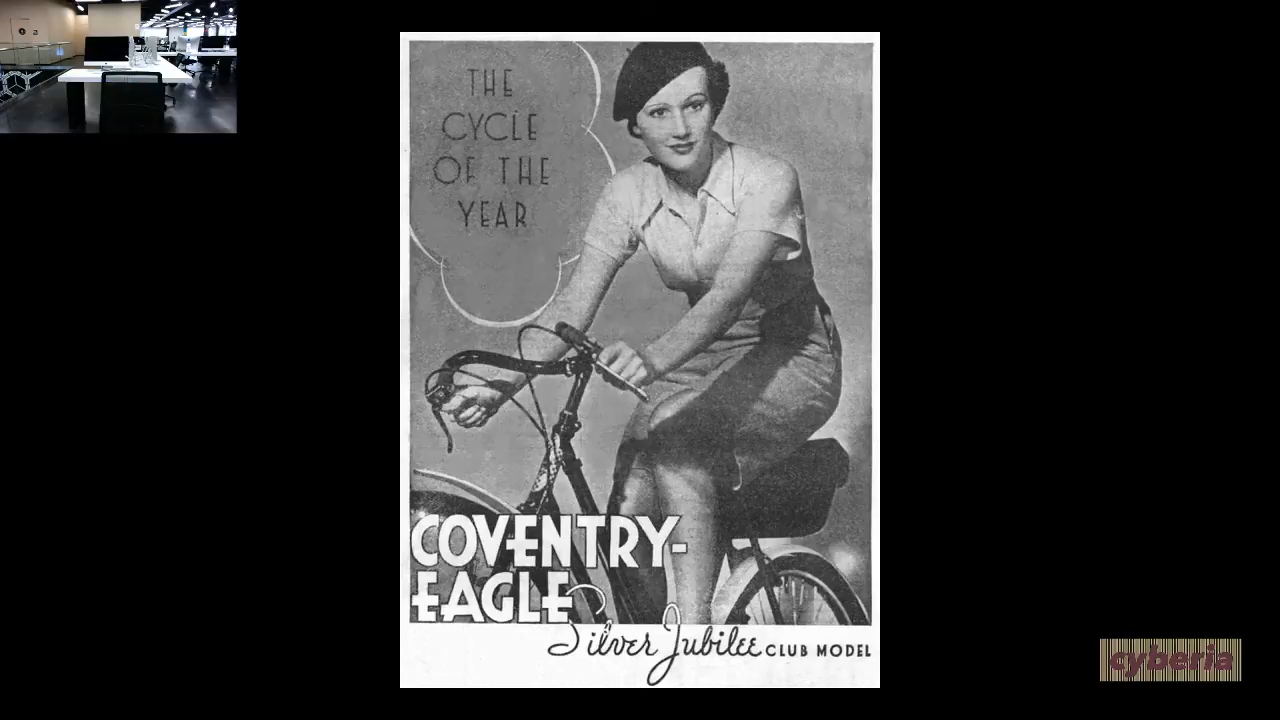 THE
CYCLE
OF THE
YEAR
COVENTRY-
EAGLE
Silver Jubilee CLUB MODEL
cyberia